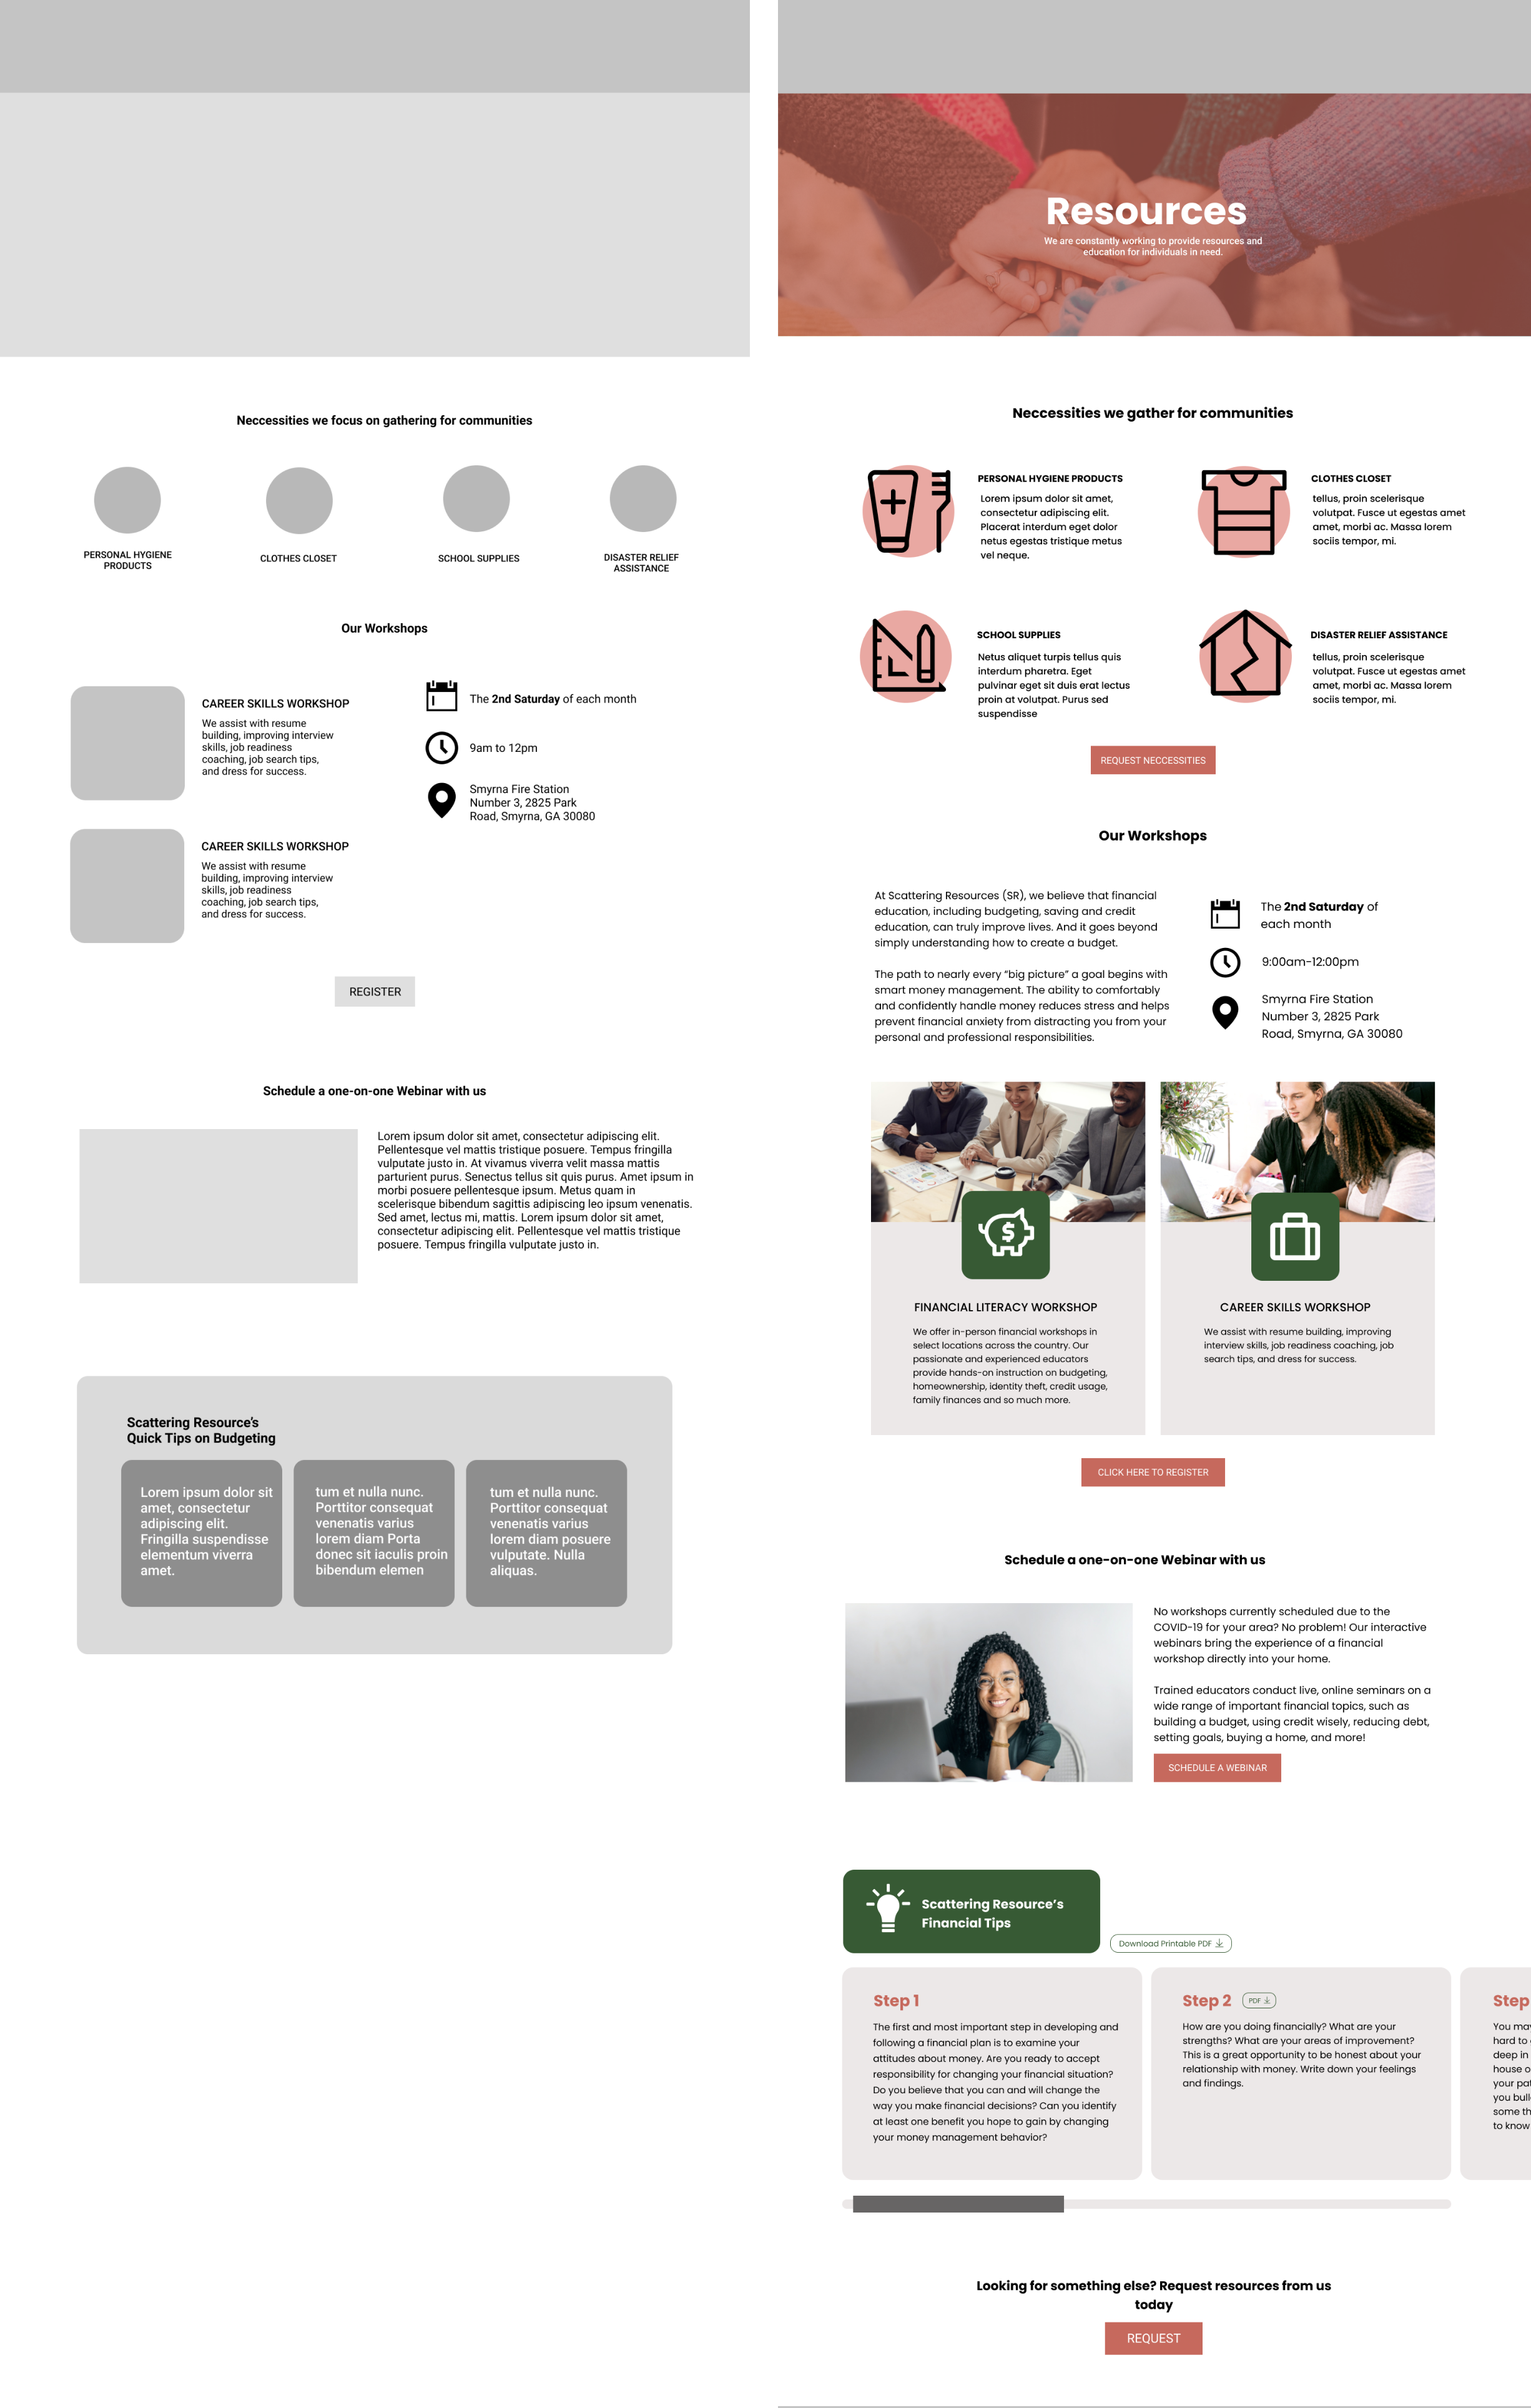 Neccessities we focus on gathering for communities
PERSONAL HYGIENE
PRODUCTS
CLOTHES CLOSET
SCHOOL SUPPLIES
DISASTER RELIEF
ASSISTANCE
Our Workshops
CAREER SKILLS WORKSHOP
We assist with resume
building, improving interview
skills, job readiness
coaching, job search tips,
and dress for success.
The 2nd Saturday of each month
9am to 12pm
Smyrna Fire Station
Number 3, 2825 Park
Road, Smyrna, GA 30080
CAREER SKILLS WORKSHOP
We assist with resume
building, improving interview
skills, job readiness
coaching, job search tips,
and dress for success.
REGISTER
Schedule a one-on-one Webinar with us
Lorem ipsum dolor sit amet, consectetur adipiscing elit.
Pellentesque vel mattis tristique posuere. Tempus fringilla
vulputate justo in. At vivamus viverra velit massa mattis
parturient purus. Senectus tellus sit quis purus. Amet ipsum in
morbi posuere pellentesque ipsum. Metus quam in
scelerisque bibendum sagittis adipiscing leo ipsum venenatis.
Sed amet, lectus mi, mattis. Lorem ipsum dolor sit amet,
consectetur adipiscing elit. Pellentesque vel mattis tristique
posuere. Tempus fringilla vulputate justo in.
Scattering Resource's
Quick Tips on Budgeting
Lorem ipsum dolor sit
amet, consectetur
adipiscing elit.
Fringilla suspendisse
elementum viverra
amet.
tum et nulla nunc.
Porttitor consequat
venenatis varius
lorem diam Porta
donec sit iaculis proin
bibendum elemen
tum et nulla nunc.
Porttitor consequat
venenatis varius
lorem diam posuere
vulputate. Nulla
aliquas.
Resources
We are constantly working to provide resources and
education for individuals in need.
Neccessities we gather for communities
PERSONAL HYGIENE PRODUCTS
Lorem ipsum dolor sit amet,
consectetur adipiscing elit.
Placerat interdum eget dolor
netus egestas tristique metus
vel neque.
CLOTHES CLOSET
tellus, proin scelerisque
volutpat. Fusce ut egestas amet
amet, morbi ac. Massa lorem
sociis tempor, mi.
SCHOOL SUPPLIES
Netus aliquet turpis tellus quis
interdum pharetra. Eget
pulvinar eget sit duis erat lectus
proin at volutpat. Purus sed
suspendisse
DISASTER RELIEF ASSISTANCE
tellus, proin scelerisque
volutpat. Fusce ut egestas amet
amet, morbi ac. Massa lorem
sociis tempor, mi.
REQUEST NECCESSITIES
Our Workshops
At Scattering Resources (SR), we believe that financial
education, including budgeting, saving and credit
education, can truly improve lives. And it goes beyond
simply understanding how to create a budget.
The path to nearly every “big picture” a goal begins with
smart money management. The ability to comfortably
and confidently handle money reduces stress and helps
prevent financial anxiety from distracting you from your
personal and professional responsibilities.
The 2nd Saturday of
each month
9:00am-12:00pm
Smyrna Fire Station
Number 3, 2825 Park
Road, Smyrna, GA 30080
FINANCIAL LITERACY WORKSHOP
We offer in-person financial workshops in
select locations across the country. Our
passionate and experienced educators
provide hands-on instruction on budgeting,
homeownership, identity theft, credit usage,
family finances and so much more.
CAREER SKILLS WORKSHOP
We assist with resume building, improving
interview skills, job readiness coaching, job
search tips, and dress for success.
CLICK HERE TO REGISTER
Schedule a one-on-one Webinar with us
No workshops currently scheduled due to the
COVID-19 for your area? No problem! Our interactive
webinars bring the experience of a financial
workshop directly into your home.
Trained educators conduct live, online seminars on a
wide range of important financial topics, such as
building a budget, using credit wisely, reducing debt,
setting goals, buying a home, and more!
SCHEDULE A WEBINAR
Scattering Resource's
Financial Tips
Download Printable PDF
Step 1
The first and most important step in developing and
following a financial plan is to examine your
attitudes about money. Are you ready to accept
responsibility for changing your financial situation?
Do you believe that you can and will change the
way you make financial decisions? Can you identify
at least one benefit you hope to gain by changing
your money management behavior?
Step 2
PDF
How are you doing financially? What are your
strengths? What are your areas of improvement?
This is a great opportunity to be honest about your
relationship with money. Write down your feelings
and findings.
Step
You may
hard to
deep in
house o
your pa
you buil
some th
to know
Looking for something else? Request resources from us
today
REQUEST